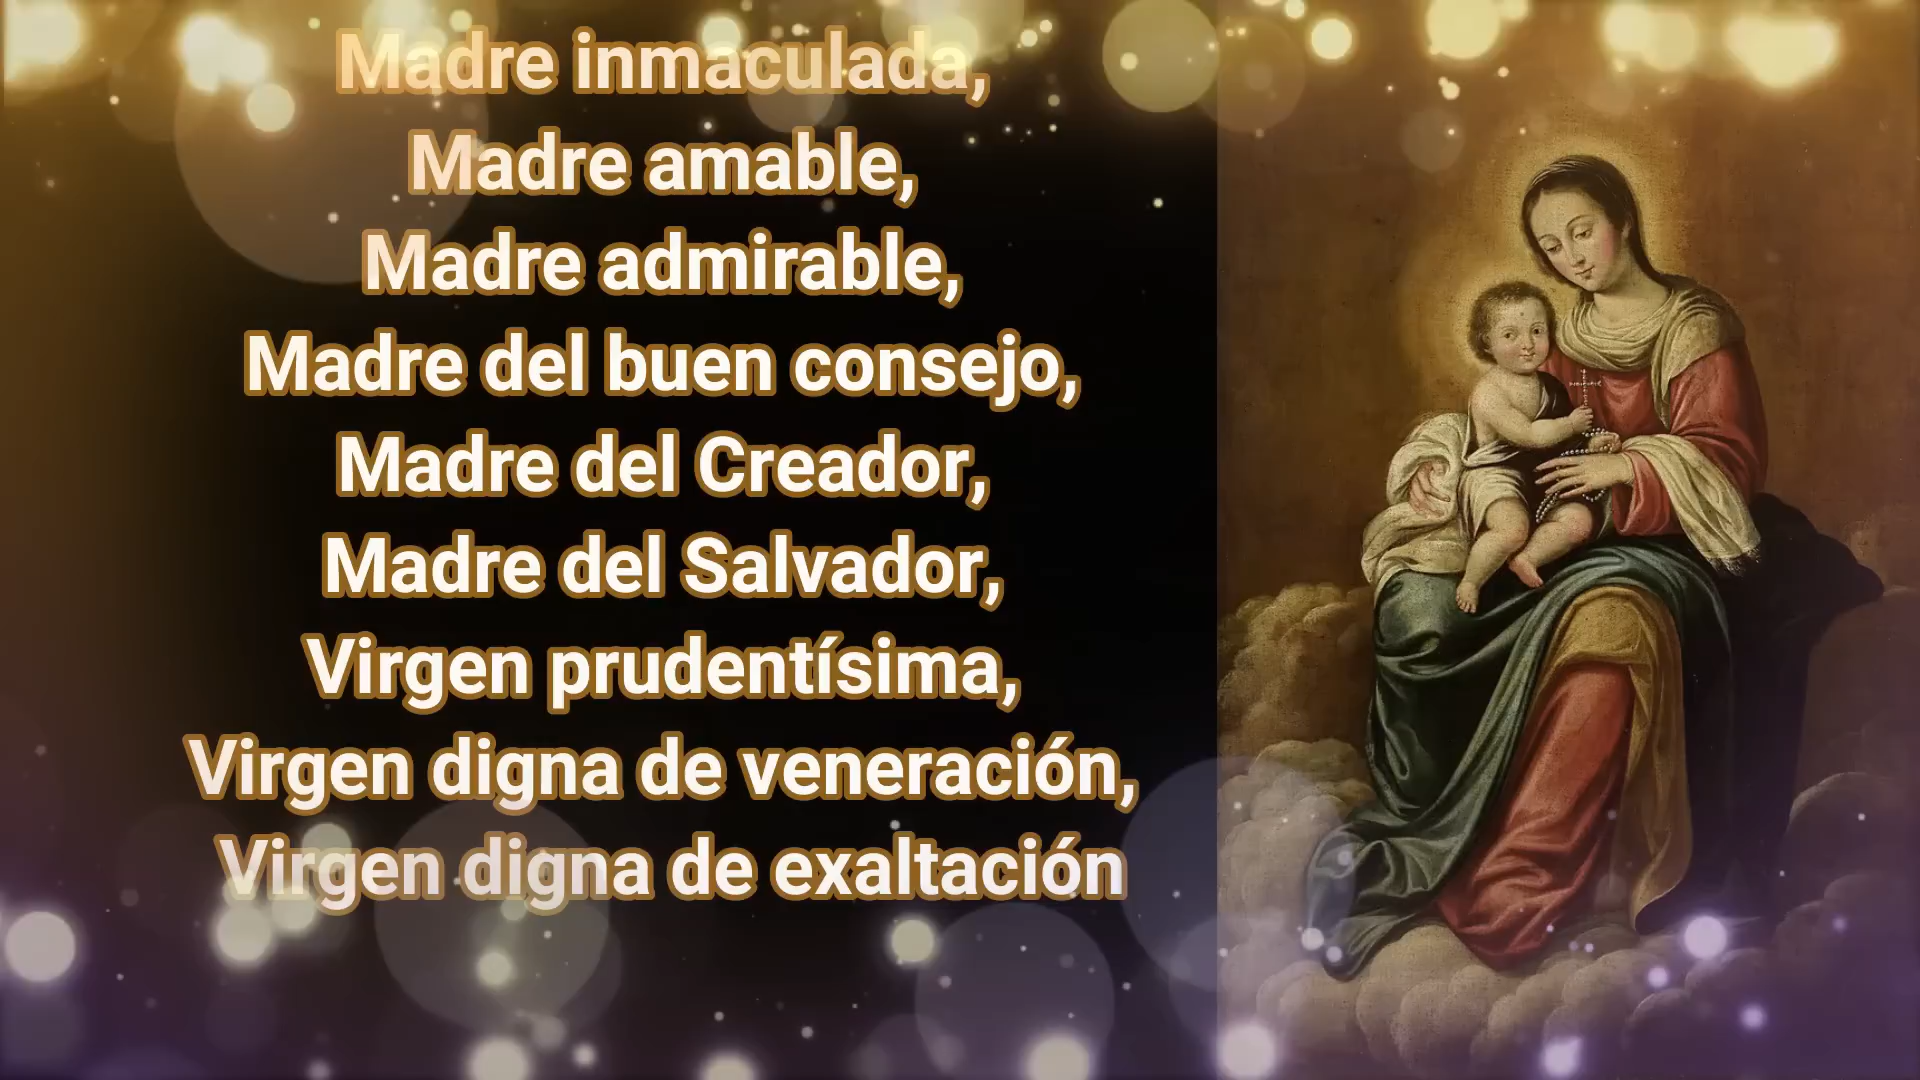 Madre inmaculada,
Madre amable,
Madre admirable,
Madre del buen consejo,
Madre del Creador,
Madre del Salvador,
Virgen prudentísima,
Virgen digna de veneración,
Virgen digna de exaltación